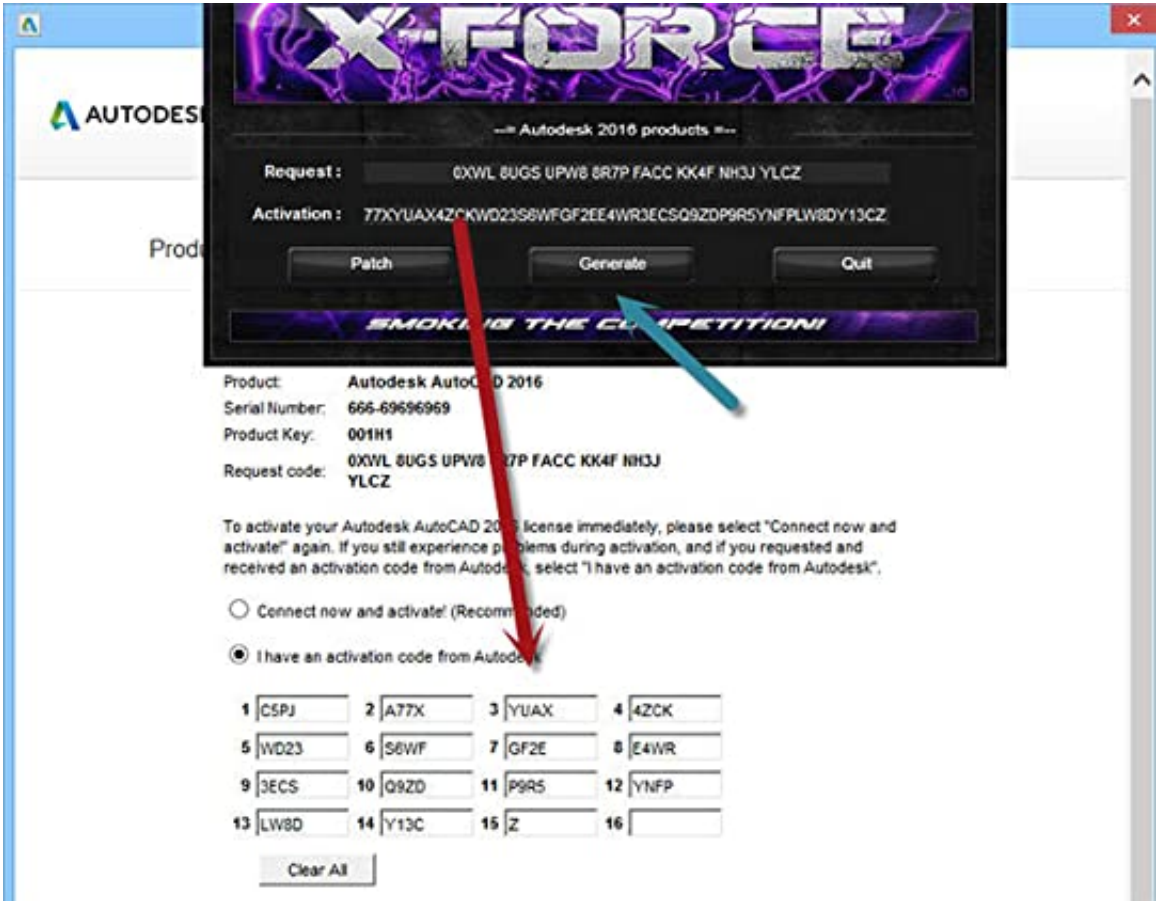 X-FORCE
AUTODES
--= Autodesk 2016 products =--
Request : 0XWL 8UGS UPW8 8R7P FACC KK4F NH3J YLCZ
Activation : 77XYUAX4ZCKWD23S6WFGF2EE4WR3ECSQ9ZDP9R5YNFPLW8DY13CZ
Prod
Patch Generate Quit
SMOKING THE COMPETITION!
Product: Autodesk AutoCAD 2016
Serial Number: 666-69696969
Product Key: 001H1
Request code: 0XWL 8UGS UPW8 8R7P FACC KK4F NH3J
YLCZ
To activate your Autodesk AutoCAD 2016 license immediately, please select "Connect now and
activate!" again. If you still experience problems during activation, and if you requested and
received an activation code from Autodesk, select "I have an activation code from Autodesk".
Connect now and activate! (Recommended)
I have an activation code from Autodesk
1 C5PJ 2 A77X 3 YUAX 4 4ZCK
5 WD23 6 S6WF 7 GF2E 8 E4WR
9 3ECS 10 Q9ZD 11 P9R5 12 YNFP
13 LW8D 14 Y13C 15 Z 16
Clear All